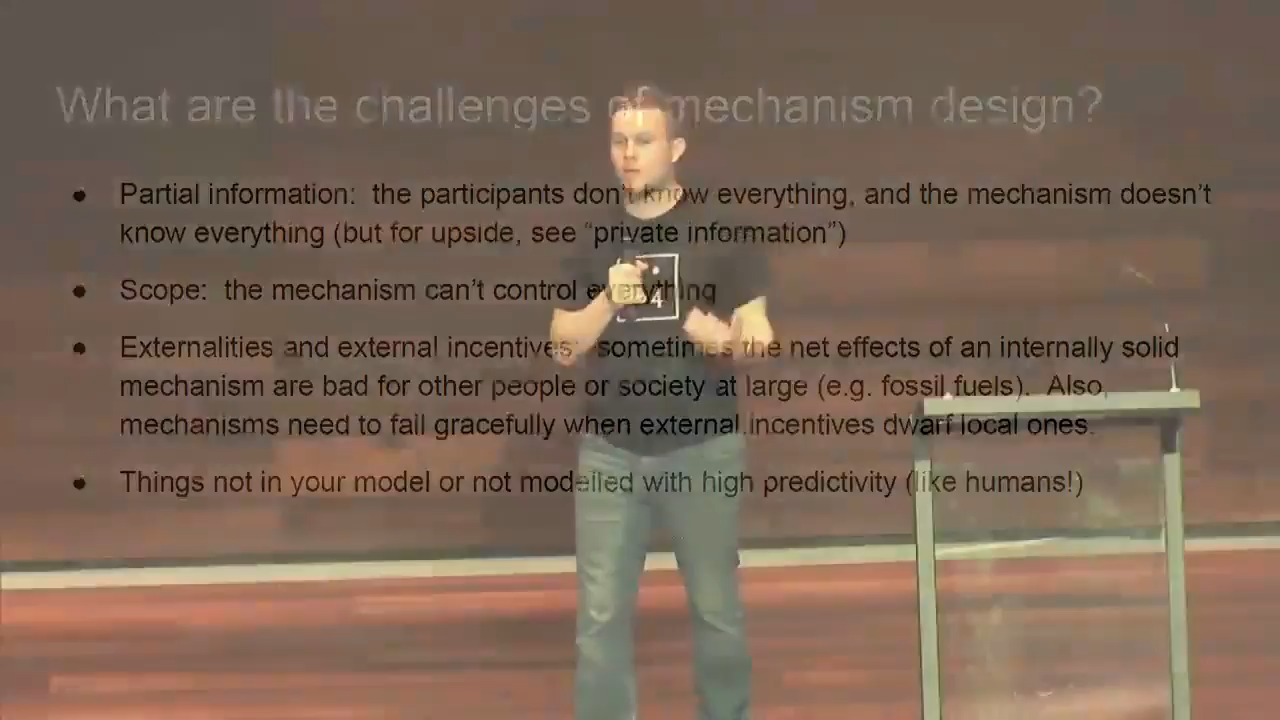 What are the challenges of mechanism design?
● Partial information: the participants don't know everything, and the mechanism doesn't
know everything (but for upside, see “private information”)
● Scope: the mechanism can't control everything
● Externalities and external incentives: sometimes the net effects of an internally solid
mechanism are bad for other people or society at large (e.g. fossil fuels). Also,
mechanisms need to fail gracefully when external incentives dwarf local ones.
● Things not in your model or not modelled with high predictivity (like humans!)
4